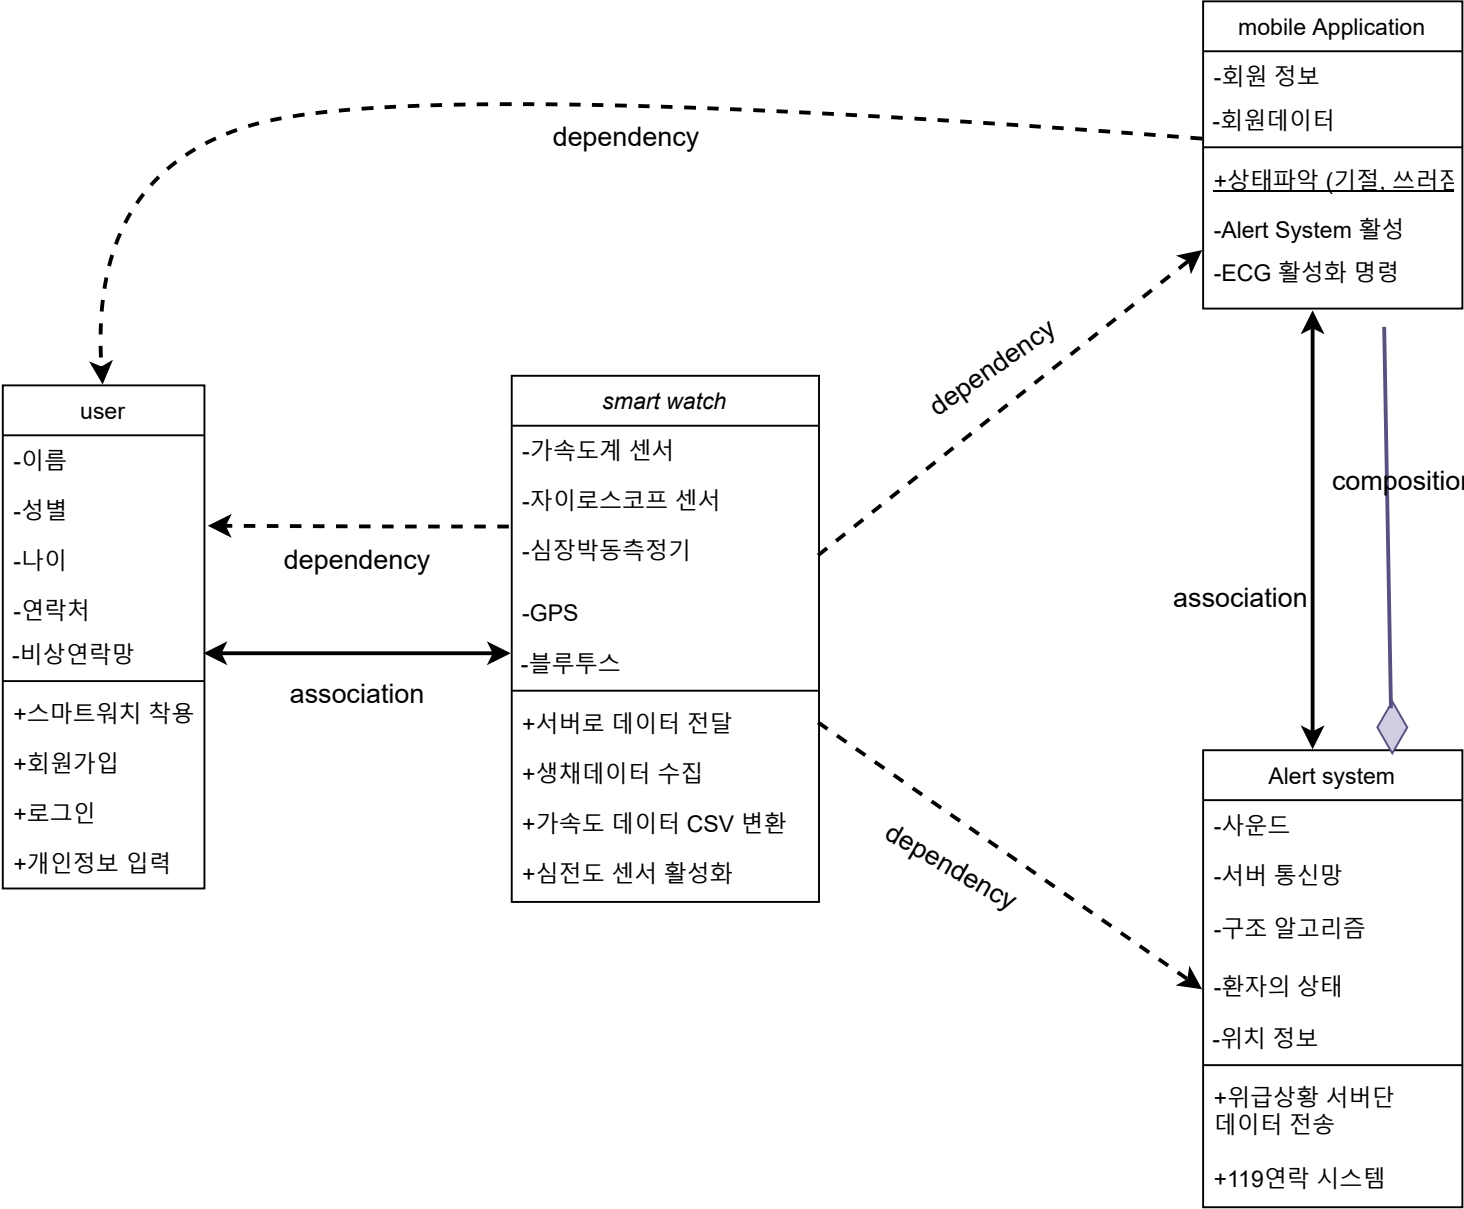 mobile Application
-회원 정보
-회원데이터
+상태파악 (기절, 쓰러짐
-Alert System 활성
-ECG 활성화 명령
dependency
dependency
user
-이름
-성별
-나이
-연락처
-비상연락망
+스마트워치 착용
+회원가입
+로그인
+개인정보 입력
dependency
association
smart watch
-가속도계 센서
-자이로스코프 센서
-심장박동측정기
-GPS
-블루투스
+서버로 데이터 전달
+생채데이터 수집
+가속도 데이터 CSV 변환
+심전도 센서 활성화
dependency
composition
association
Alert system
-사운드
-서버 통신망
-구조 알고리즘
-환자의 상태
-위치 정보
+위급상황 서버단
데이터 전송
+119연락 시스템